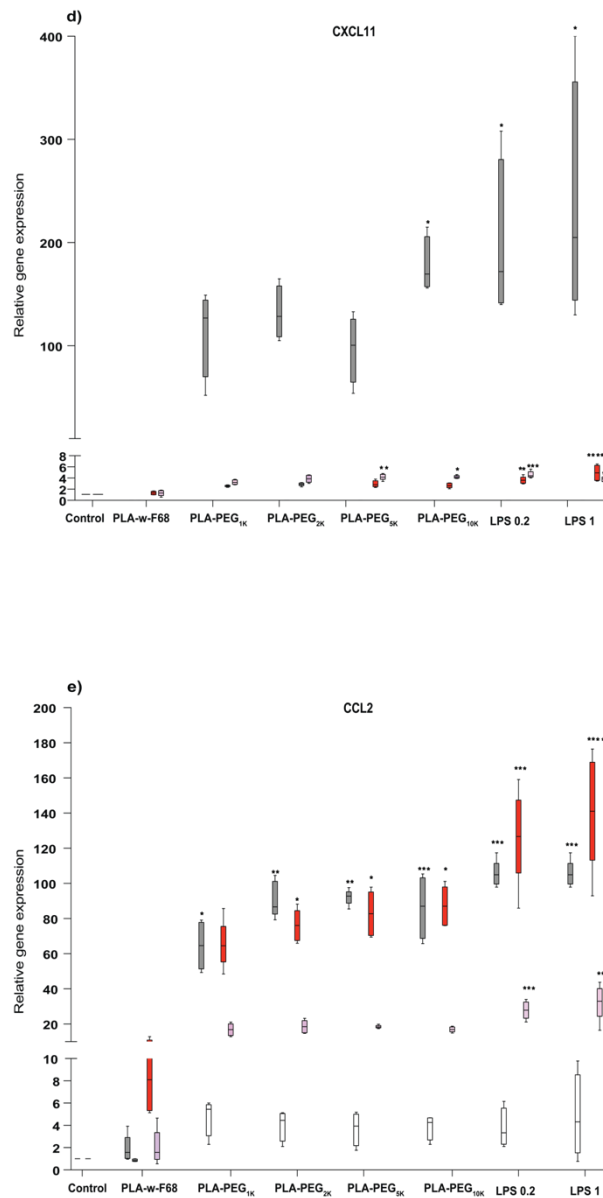 d)
CXCL11
Relative gene expression
400
300
200
100
8
6
4
2
0
* * * *
** * ** *** ****
Control PLA-w-F68 PLA-PEG1K PLA-PEG2K PLA-PEG5K PLA-PEG10K LPS 0.2 LPS 1
e)
CCL2
Relative gene expression
200
180
160
140
120
100
80
60
40
20
10
8
6
4
2
0
* ** * ** * *** * *** *** *** ****
*** **
Control PLA-w-F68 PLA-PEG1K PLA-PEG2K PLA-PEG5K PLA-PEG10K LPS 0.2 LPS 1